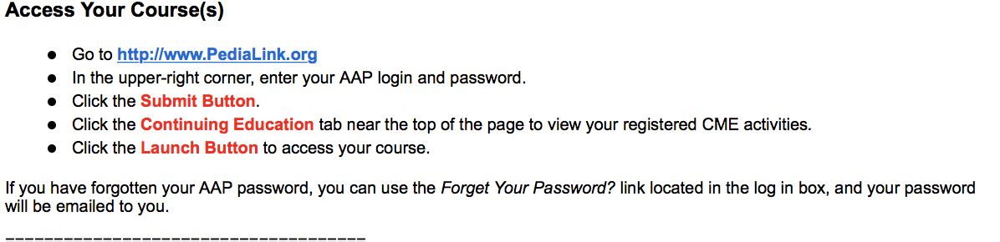 Access Your Course(s)
● Go to http://www.PediaLink.org
● In the upper-right corner, enter your AAP login and password.
● Click the Submit Button.
● Click the Continuing Education tab near the top of the page to view your registered CME activities.
● Click the Launch Button to access your course.
If you have forgotten your AAP password, you can use the Forget Your Password? link located in the log in box, and your password
will be emailed to you.
_____________________________________